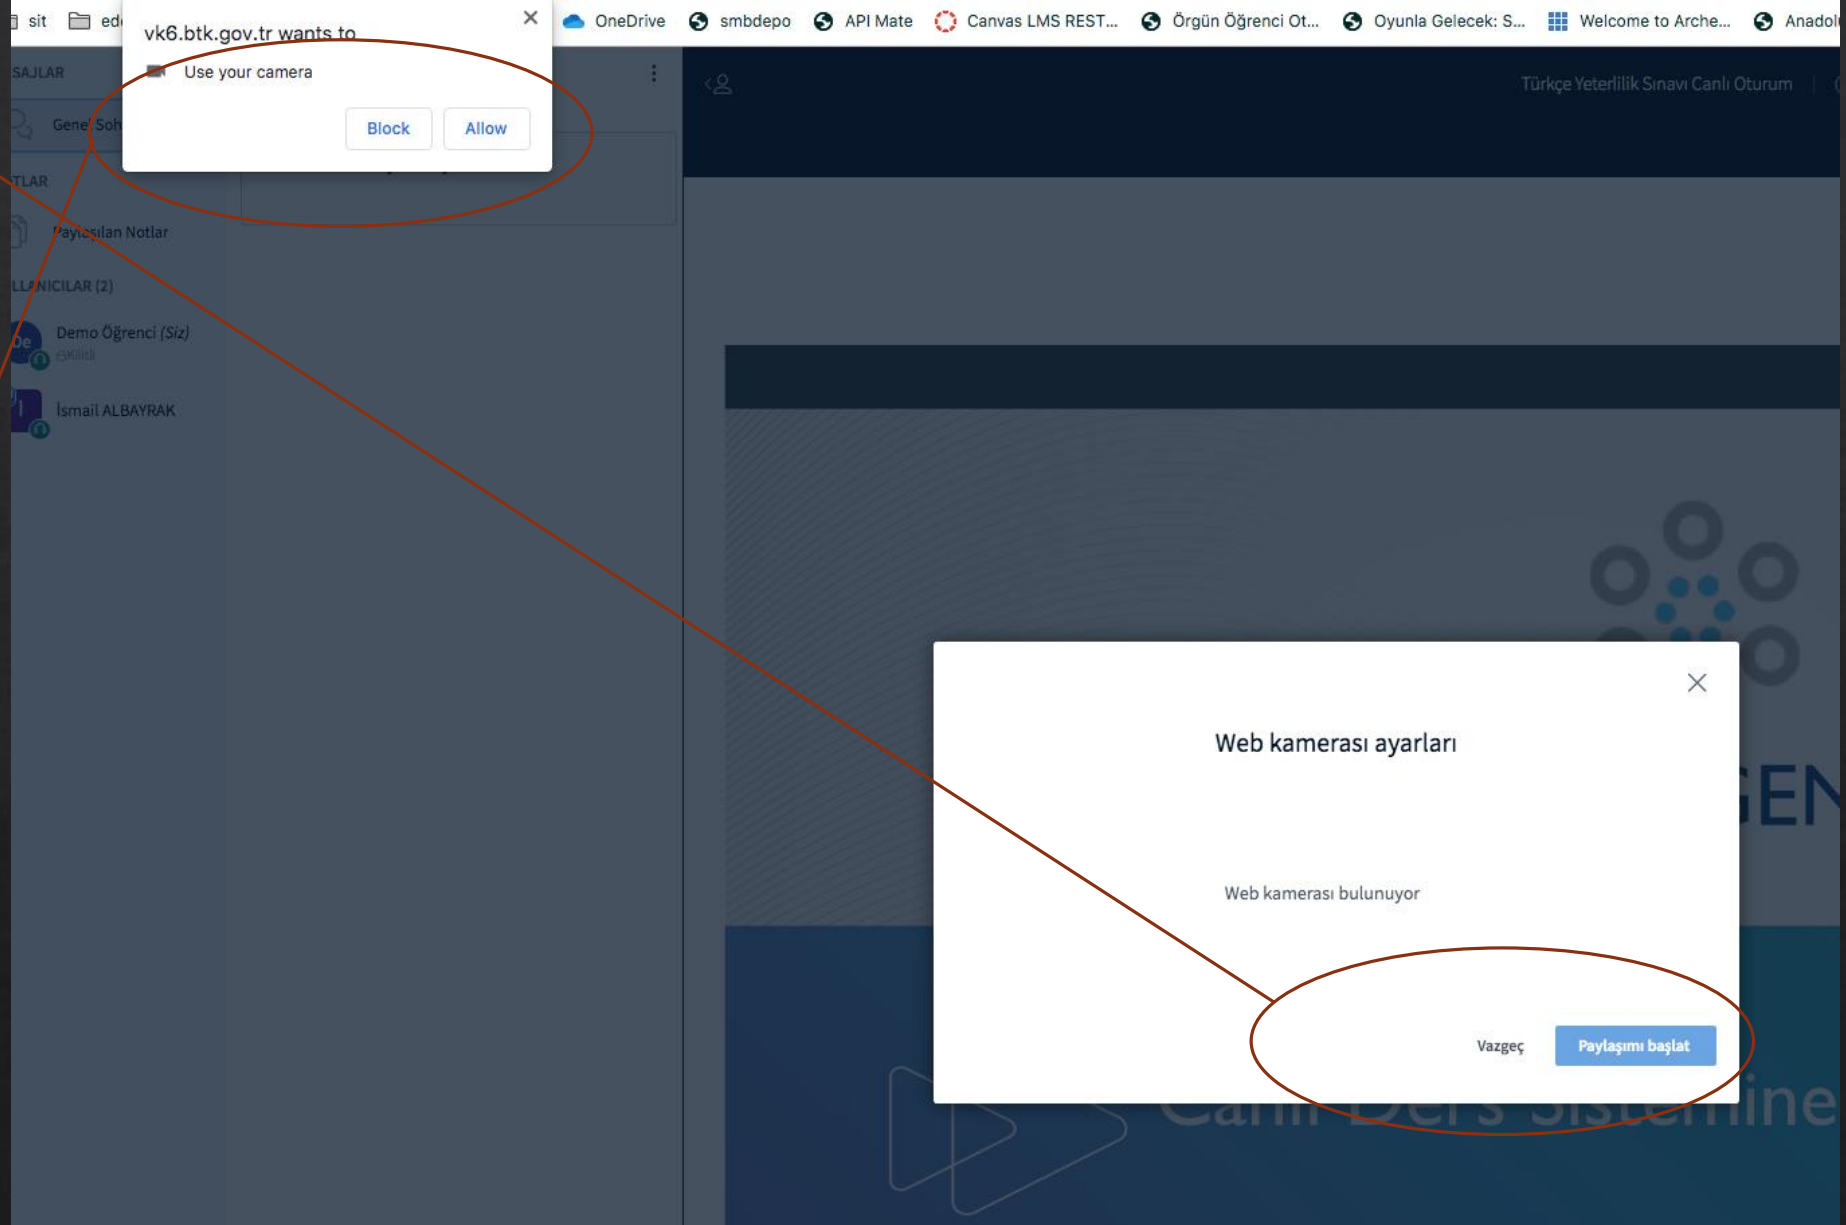 sit
OneDrive
smbdepo
API Mate
Canvas LMS REST...
Örgün Öğrenci Ot...
Oyunla Gelecek: S...
Welcome to Arche...
vk6.btk.gov.tr wants to
Use your camera
Block
Allow
Türkçe Yeterlilik Sınavı Canlı Oturum
Paylaşılan Notlar
Demo Öğrenci (Siz)
De
İsmail ALBAYRAK
Web kamerası ayarları
Web kamerası bulunuyor
Vazgeç
Paylaşımı başlat